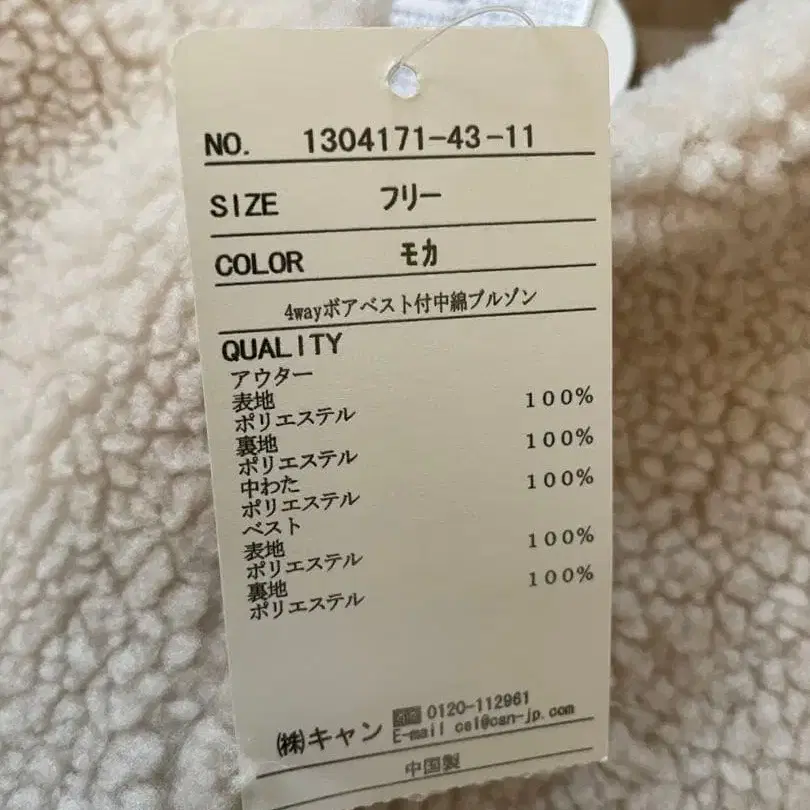 NO. 1304171-43-11
SIZE フリー
COLOR モカ
4wayボアベスト付中綿ブルゾン
QUALITY
アウター
表地
ポリエステル 100%
裏地
ポリエステル 100%
中わた
ポリエステル 100%
ベスト
表地
ポリエステル 100%
裏地
ポリエステル 100%
㈱キャン 0120-112961
E-mail csl@can-jp.com
中国製